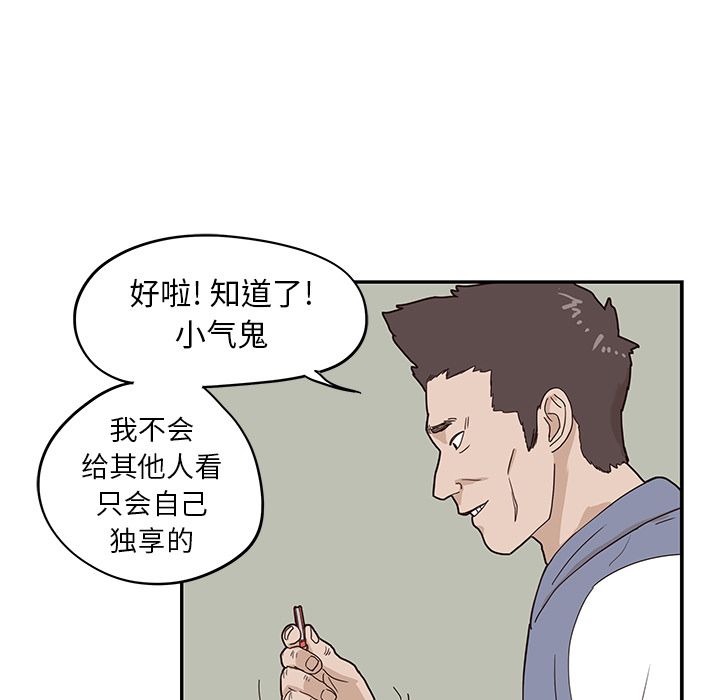 好啦! 知道了!
小气鬼
我不会
给其他人看
只会自己
独享的